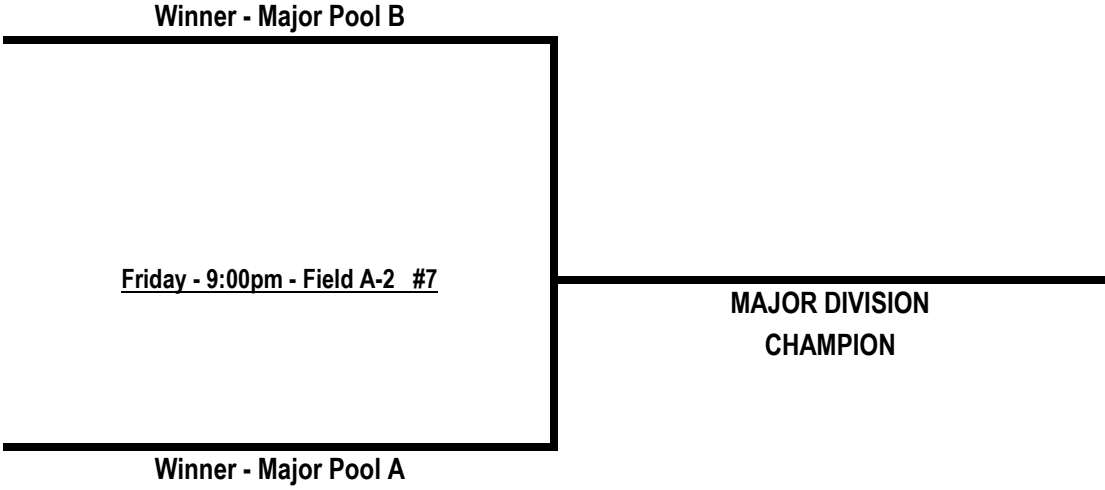 Winner - Major Pool B
Friday - 9:00pm - Field A-2   #7
MAJOR DIVISION
CHAMPION
Winner - Major Pool A